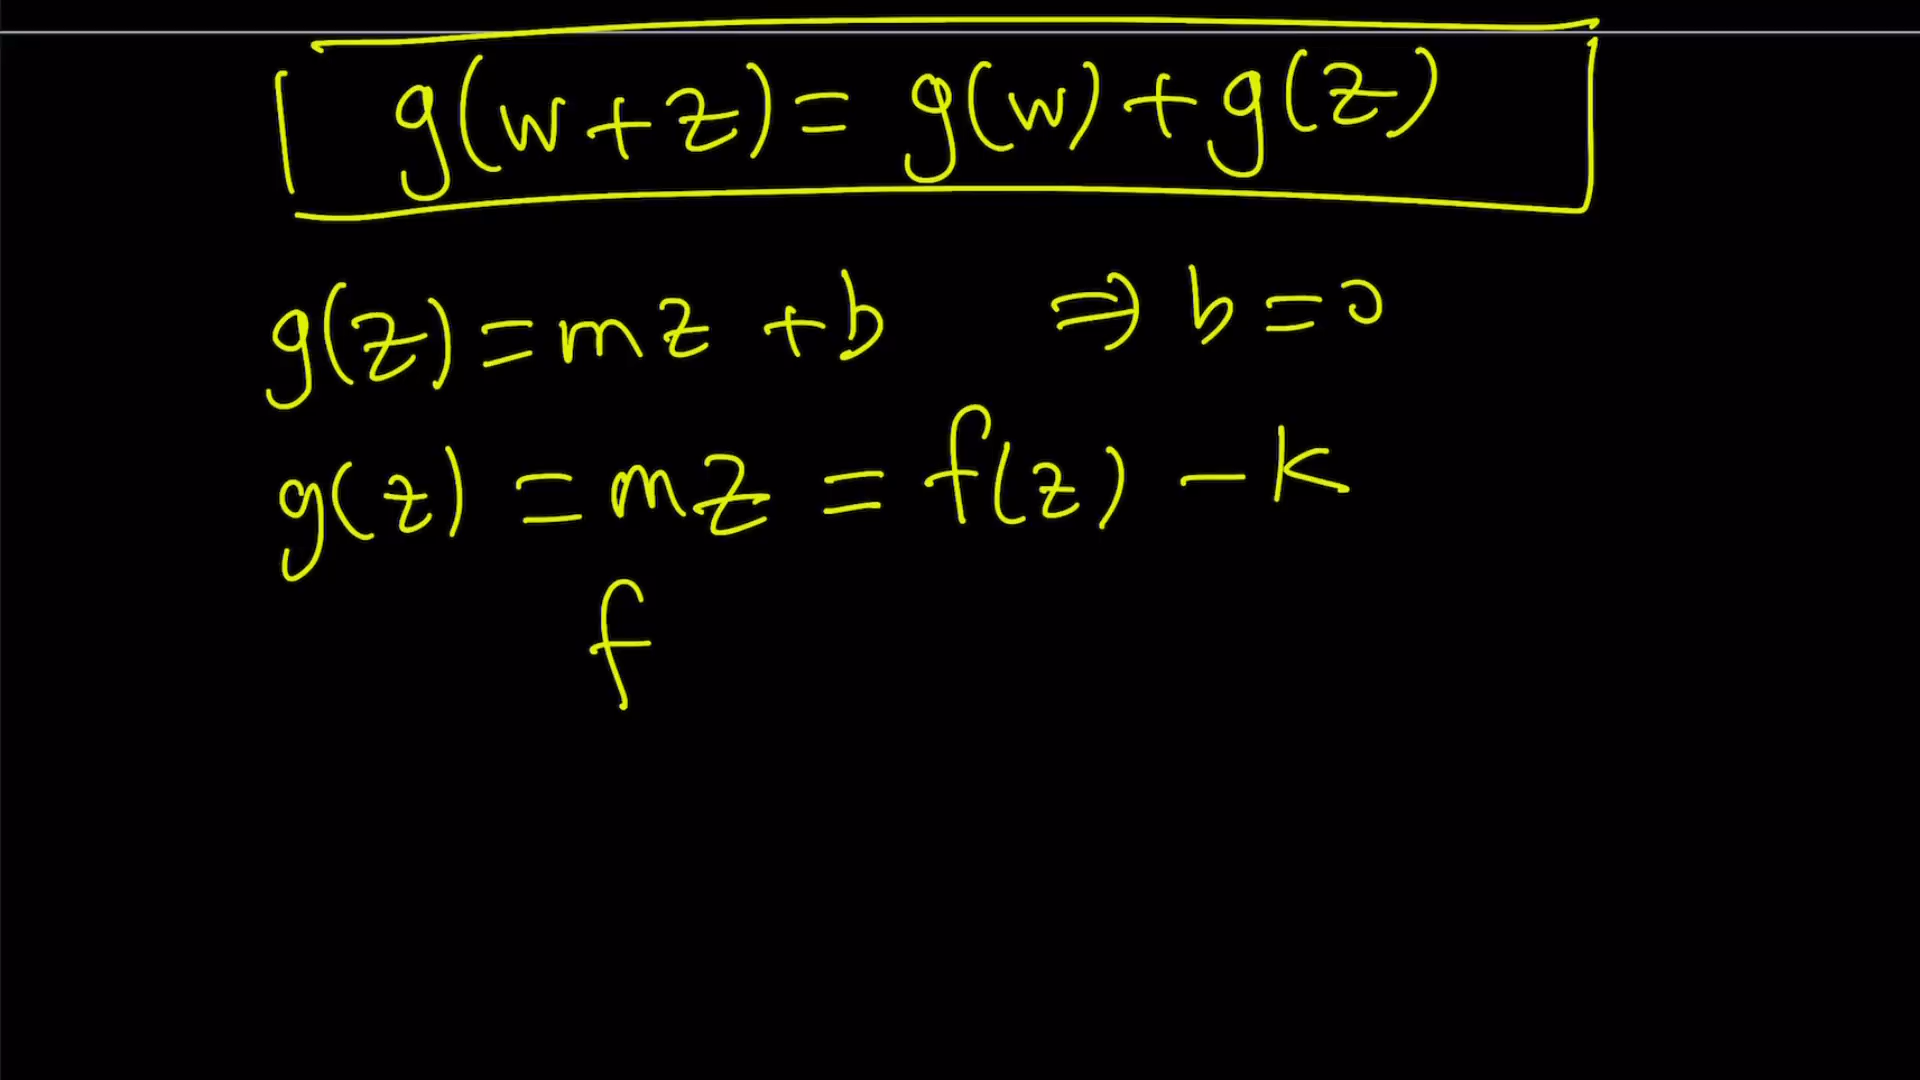 g(w+z) = g(w) + g(z)
g(z) = mz + b ⇒ b = 0
g(z) = mz = f(z) - k
f